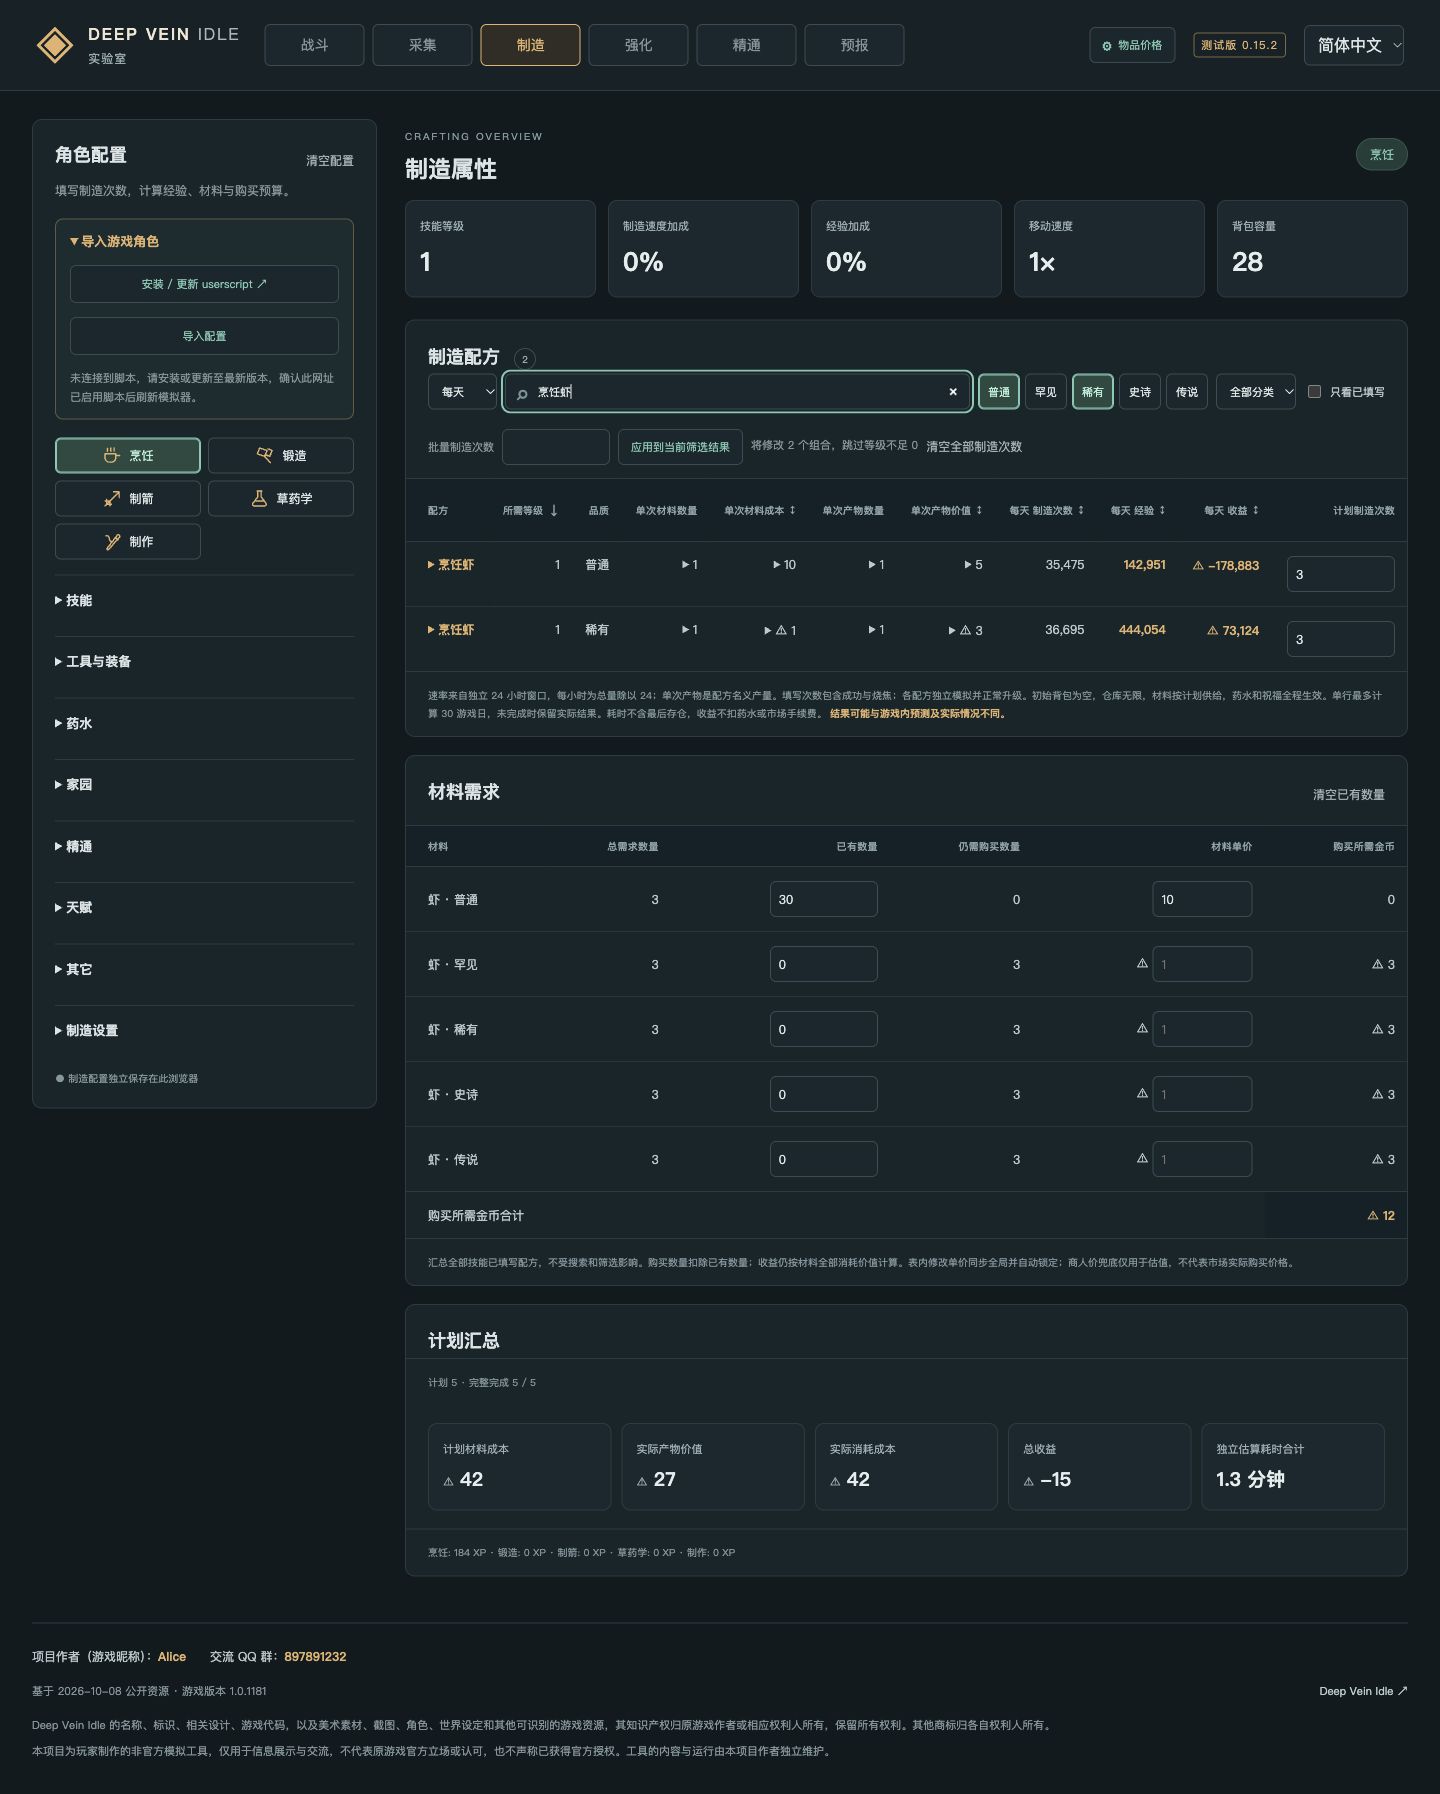 DEEP VEIN IDLE
实验室
战斗
采集
制造
强化
精通
预报
物品价格
测试版 0.15.2
简体中文
角色配置
清空配置
填写制造次数，计算经验、材料与购买预算。
▼导入游戏角色
安装 / 更新 userscript ↗
导入配置
未连接到脚本，请安装或更新至最新版本，确认此网址
已启用脚本后刷新模拟器。
烹饪
锻造
制箭
草药学
制作
▶技能
▶工具与装备
▶药水
▶家园
▶精通
▶天赋
▶其它
▶制造设置
制造配置独立保存在此浏览器
CRAFTING OVERVIEW
制造属性
烹饪
技能等级
1
制造速度加成
0%
经验加成
0%
移动速度
1×
背包容量
28
制造配方 2
每天
烹饪虾
×
普通
罕见
稀有
史诗
传说
全部分类
只看已填写
批量制造次数
应用到当前筛选结果
将修改 2 个组合，跳过等级不足 0
清空全部制造次数
配方 所需等级 ↓ 品质 单次材料数量 单次材料成本 ↕ 单次产物数量 单次产物价值 ↕ 每天 制造次数 ↕ 每天 经验 ↕ 每天 收益 ↕ 计划制造次数
▶烹饪虾 1 普通 ▶1 ▶10 ▶1 ▶5 35,475 142,951 ⚠ −178,883 3
▶烹饪虾 1 稀有 ▶1 ▶⚠ 1 ▶1 ▶⚠ 3 36,695 444,054 ⚠ 73,124 3
速率来自独立 24 小时窗口，每小时为总量除以 24；单次产物是配方名义产量。填写次数包含成功与烧焦；各配方独立模拟并正常升级。初始背包为空，仓库无限，材料按计划供给，药水和祝福全程生效。单行最多计
算 30 游戏日，未完成时保留实际结果。耗时不含最后存仓，收益不扣药水或市场手续费。 结果可能与游戏内预测及实际情况不同。
材料需求
清空已有数量
材料 总需求数量 已有数量 仍需购买数量 材料单价 购买所需金币
虾 · 普通 3 30 0 10 0
虾 · 罕见 3 0 3 ⚠ 1 ⚠ 3
虾 · 稀有 3 0 3 ⚠ 1 ⚠ 3
虾 · 史诗 3 0 3 ⚠ 1 ⚠ 3
虾 · 传说 3 0 3 ⚠ 1 ⚠ 3
购买所需金币合计 ⚠ 12
汇总全部技能已填写配方，不受搜索和筛选影响。购买数量扣除已有数量；收益仍按材料全部消耗价值计算。表内修改单价同步全局并自动锁定；商人价兜底仅用于估值，不代表市场实际购买价格。
计划汇总
计划 5 · 完整完成 5 / 5
计划材料成本
⚠ 42
实际产物价值
⚠ 27
实际消耗成本
⚠ 42
总收益
⚠ −15
独立估算耗时合计
1.3 分钟
烹饪: 184 XP · 锻造: 0 XP · 制箭: 0 XP · 草药学: 0 XP · 制作: 0 XP
项目作者（游戏昵称）：Alice 交流 QQ 群：897891232
基于 2026-10-08 公开资源 · 游戏版本 1.0.1181
Deep Vein Idle ↗
Deep Vein Idle 的名称、标识、相关设计、游戏代码，以及美术素材、截图、角色、世界设定和其他可识别的游戏资源，其知识产权归原游戏作者或相应权利人所有，保留所有权利。其他商标归各自权利人所有。
本项目为玩家制作的非官方模拟工具，仅用于信息展示与交流，不代表原游戏官方立场或认可，也不声称已获得官方授权。工具的内容与运行由本项目作者独立维护。